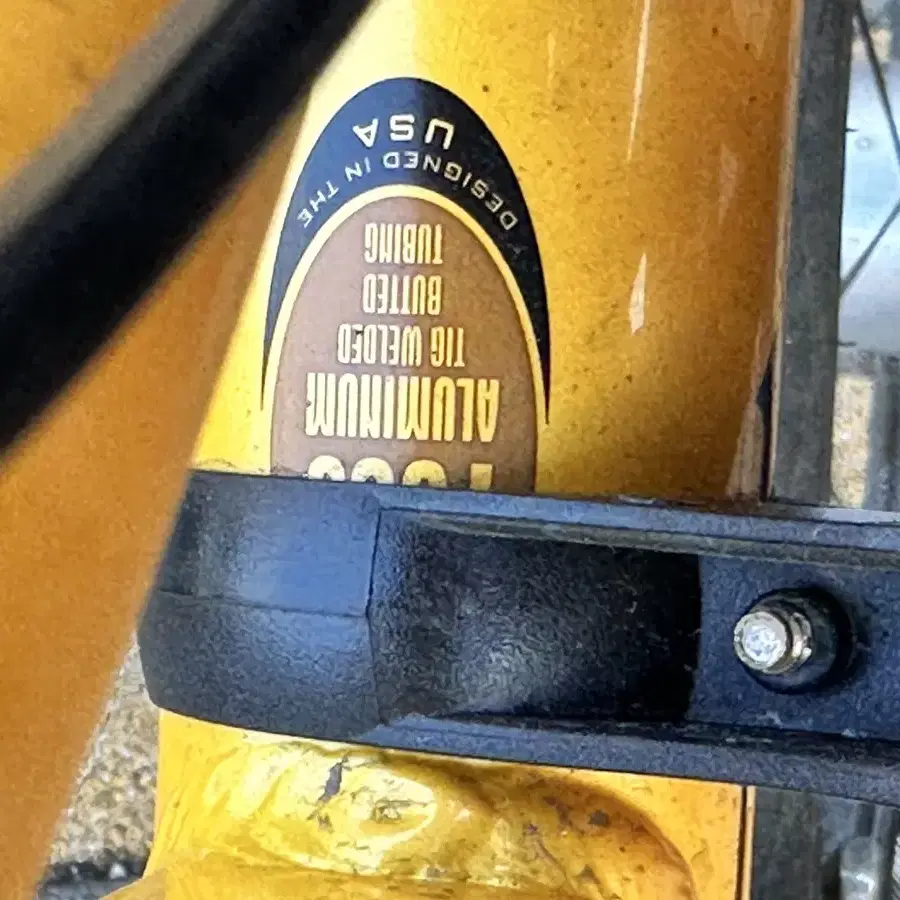 ALUMINUM
TIG WELDED
BUTTED
TUBING
DESIGNED IN THE
USA